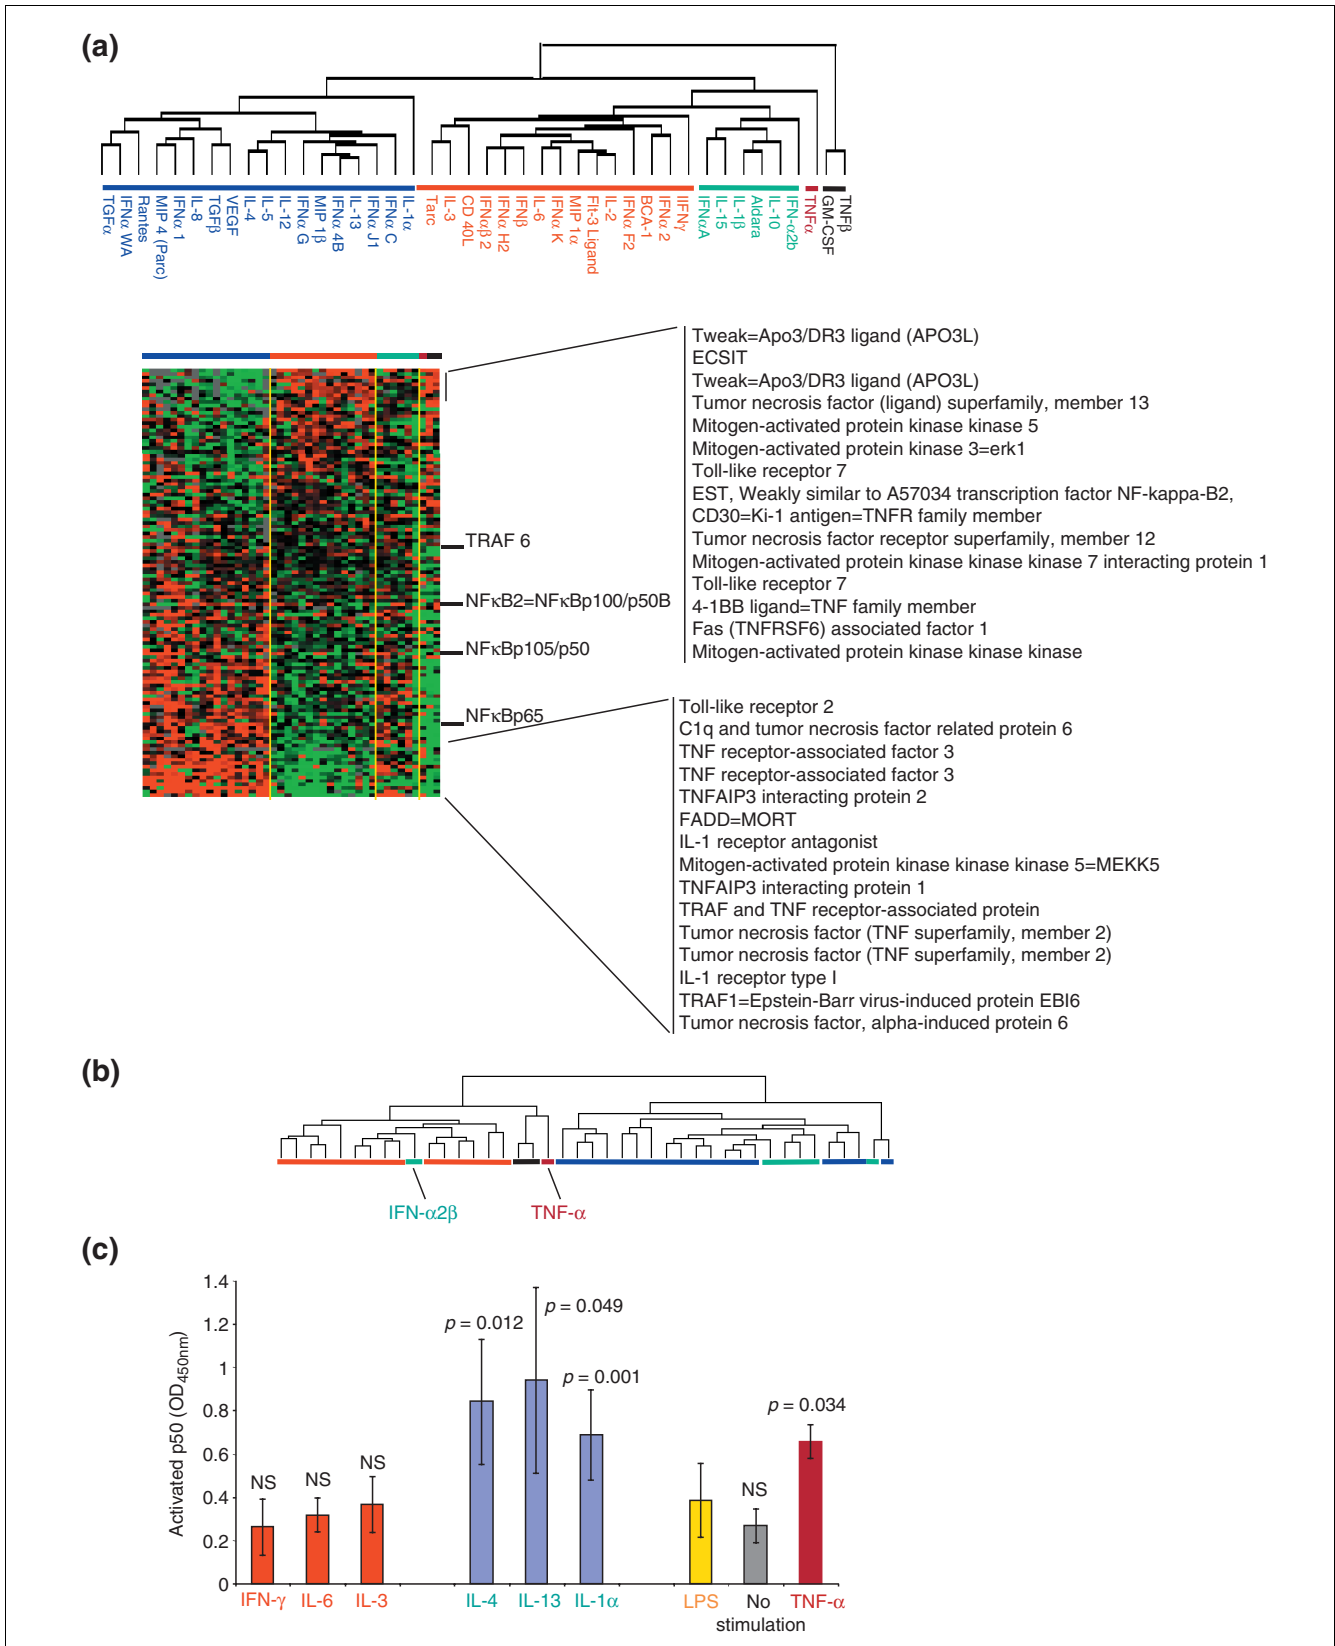 (a)
TGFα
IFNα WA
Rantes
MIP 4 (Parc)
IFNα 1
IL-8
TGFβ
VEGF
IL-4
IL-5
IL-12
IFNα G
MIP 1β
IFNα 4B
IL-13
IFNα J1
IFNα C
IL-1α
Tarc
IL-3
CD 40L
IFNαβ 2
IFNα H2
IFNβ
IL-6
IFNα K
MIP 1α
Flt-3 Ligand
IL-2
IFNα F2
BCA-1
IFNα 2
IIFNγ
IFNαA
IL-15
IL-1β
Aldara
IL-10
IFN-α2b
TNFα
GM-CSF
TNFβ
Tweak=Apo3/DR3 ligand (APO3L)
ECSIT
Tweak=Apo3/DR3 ligand (APO3L)
Tumor necrosis factor (ligand) superfamily, member 13
Mitogen-activated protein kinase kinase 5
Mitogen-activated protein kinase 3=erk1
Toll-like receptor 7
EST, Weakly similar to A57034 transcription factor NF-kappa-B2,
CD30=Ki-1 antigen=TNFR family member
Tumor necrosis factor receptor superfamily, member 12
Mitogen-activated protein kinase kinase kinase 7 interacting protein 1
Toll-like receptor 7
4-1BB ligand=TNF family member
Fas (TNFRSF6) associated factor 1
Mitogen-activated protein kinase kinase kinase
TRAF 6
NFκB2=NFκBp100/p50B
NFκBp105/p50
NFκBp65
Toll-like receptor 2
C1q and tumor necrosis factor related protein 6
TNF receptor-associated factor 3
TNF receptor-associated factor 3
TNFAIP3 interacting protein 2
FADD=MORT
IL-1 receptor antagonist
Mitogen-activated protein kinase kinase kinase 5=MEKK5
TNFAIP3 interacting protein 1
TRAF and TNF receptor-associated protein
Tumor necrosis factor (TNF superfamily, member 2)
Tumor necrosis factor (TNF superfamily, member 2)
IL-1 receptor type I
TRAF1=Epstein-Barr virus-induced protein EBI6
Tumor necrosis factor, alpha-induced protein 6
(b)
IFN-α2β
TNF-α
(c)
Activated p50 (OD450nm)
1.4
1.2
1
0.8
0.6
0.4
0.2
0
NS
NS
NS
p = 0.012
p = 0.049
p = 0.001
NS
p = 0.034
IFN-γ
IL-6
IL-3
IL-4
IL-13
IL-1α
LPS
No
stimulation
TNF-α